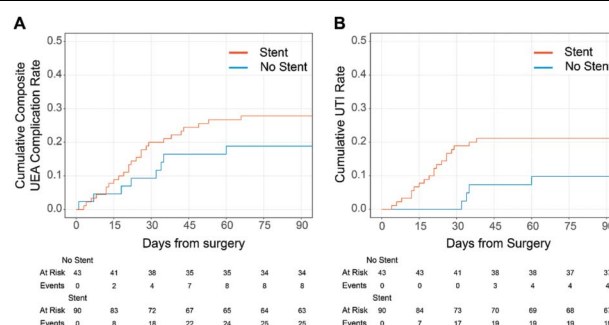 A
Cumulative Composite
UEA Complication Rate
0.5
0.4
0.3
0.2
0.1
0.0
Stent
No Stent
0 15 30 45 60 75 90
Days from surgery
No Stent
At Risk 43 41 38 35 35 34 34
Events 0 2 4 7 8 8 8
Stent
At Risk 90 83 72 67 65 64 63
Events 0 8 18 22 24 25 25
B
Cumulative UTI Rate
0.5
0.4
0.3
0.2
0.1
0.0
Stent
No Stent
0 15 30 45 60 75 90
Days from surgery
No Stent
At Risk 43 43 41 38 38 37
Events 0 0 0 3 4 4
Stent
At Risk 90 84 73 70 69 68
Events 0 7 17 19 19 19